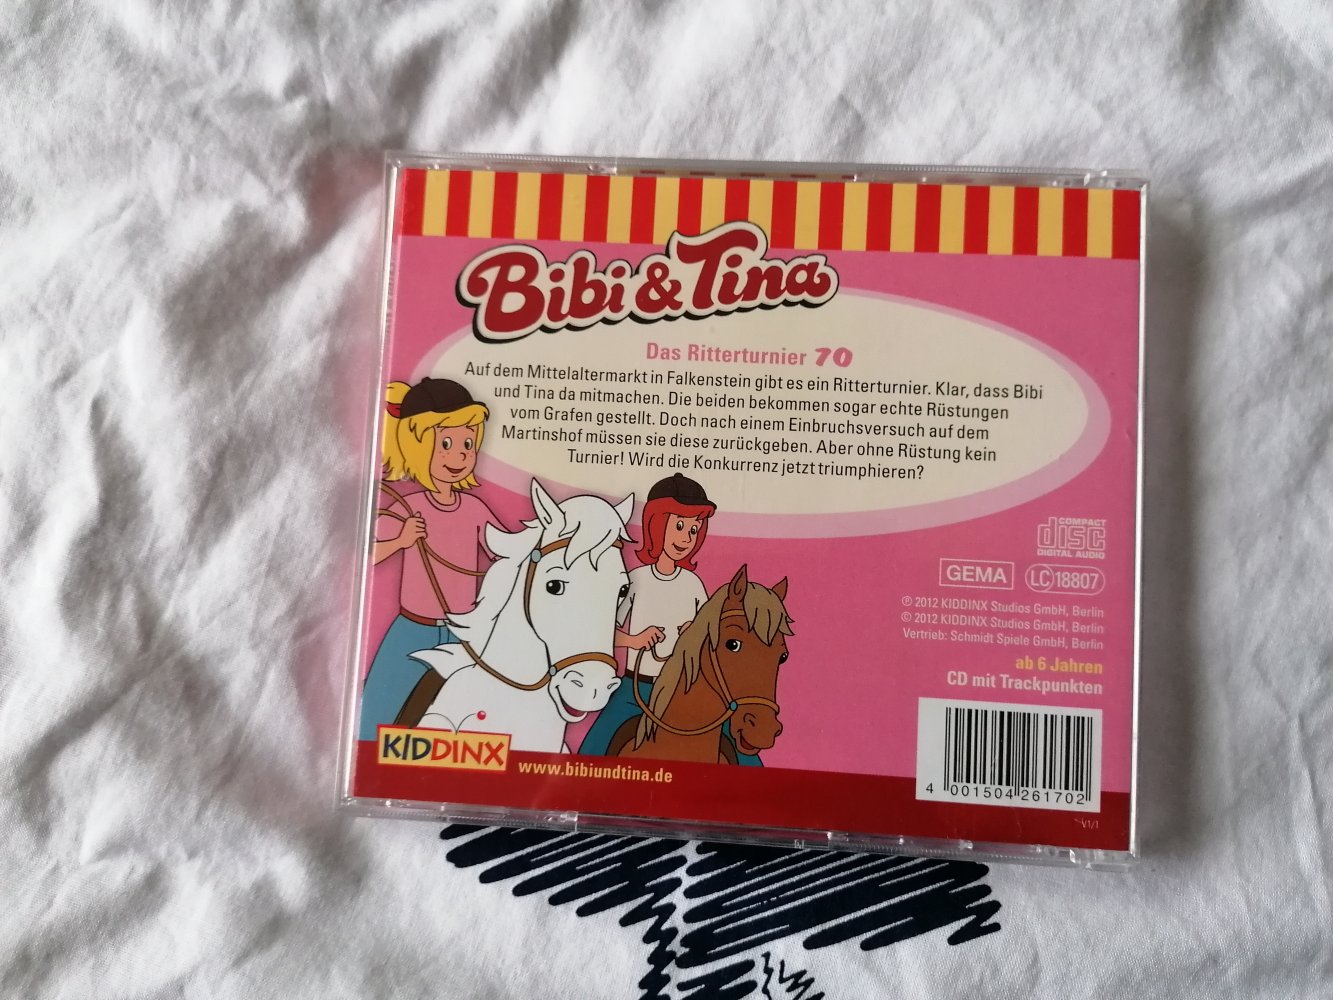 Bibi & Tina
Das Ritterturnier 70
Auf dem Mittelaltermarkt in Falkenstein gibt es ein Ritterturnier. Klar, dass Bibi
und Tina da mitmachen. Die beiden bekommen sogar echte Rüstungen
vom Grafen gestellt. Doch nach einem Einbruchsversuch auf dem
Martinshof müssen sie diese zurückgeben. Aber ohne Rüstung kein
Turnier! Wird die Konkurrenz jetzt triumphieren?
COMPACT
disc
DIGITAL AUDIO
GEMA LC 18807
℗ 2012 KIDDINX Studios GmbH, Berlin
© 2012 KIDDINX Studios GmbH, Berlin
Vertrieb: Schmidt Spiele GmbH, Berlin
ab 6 Jahren
CD mit Trackpunkten
KIDDINX
www.bibiundtina.de
4 001504 261702
V1/1